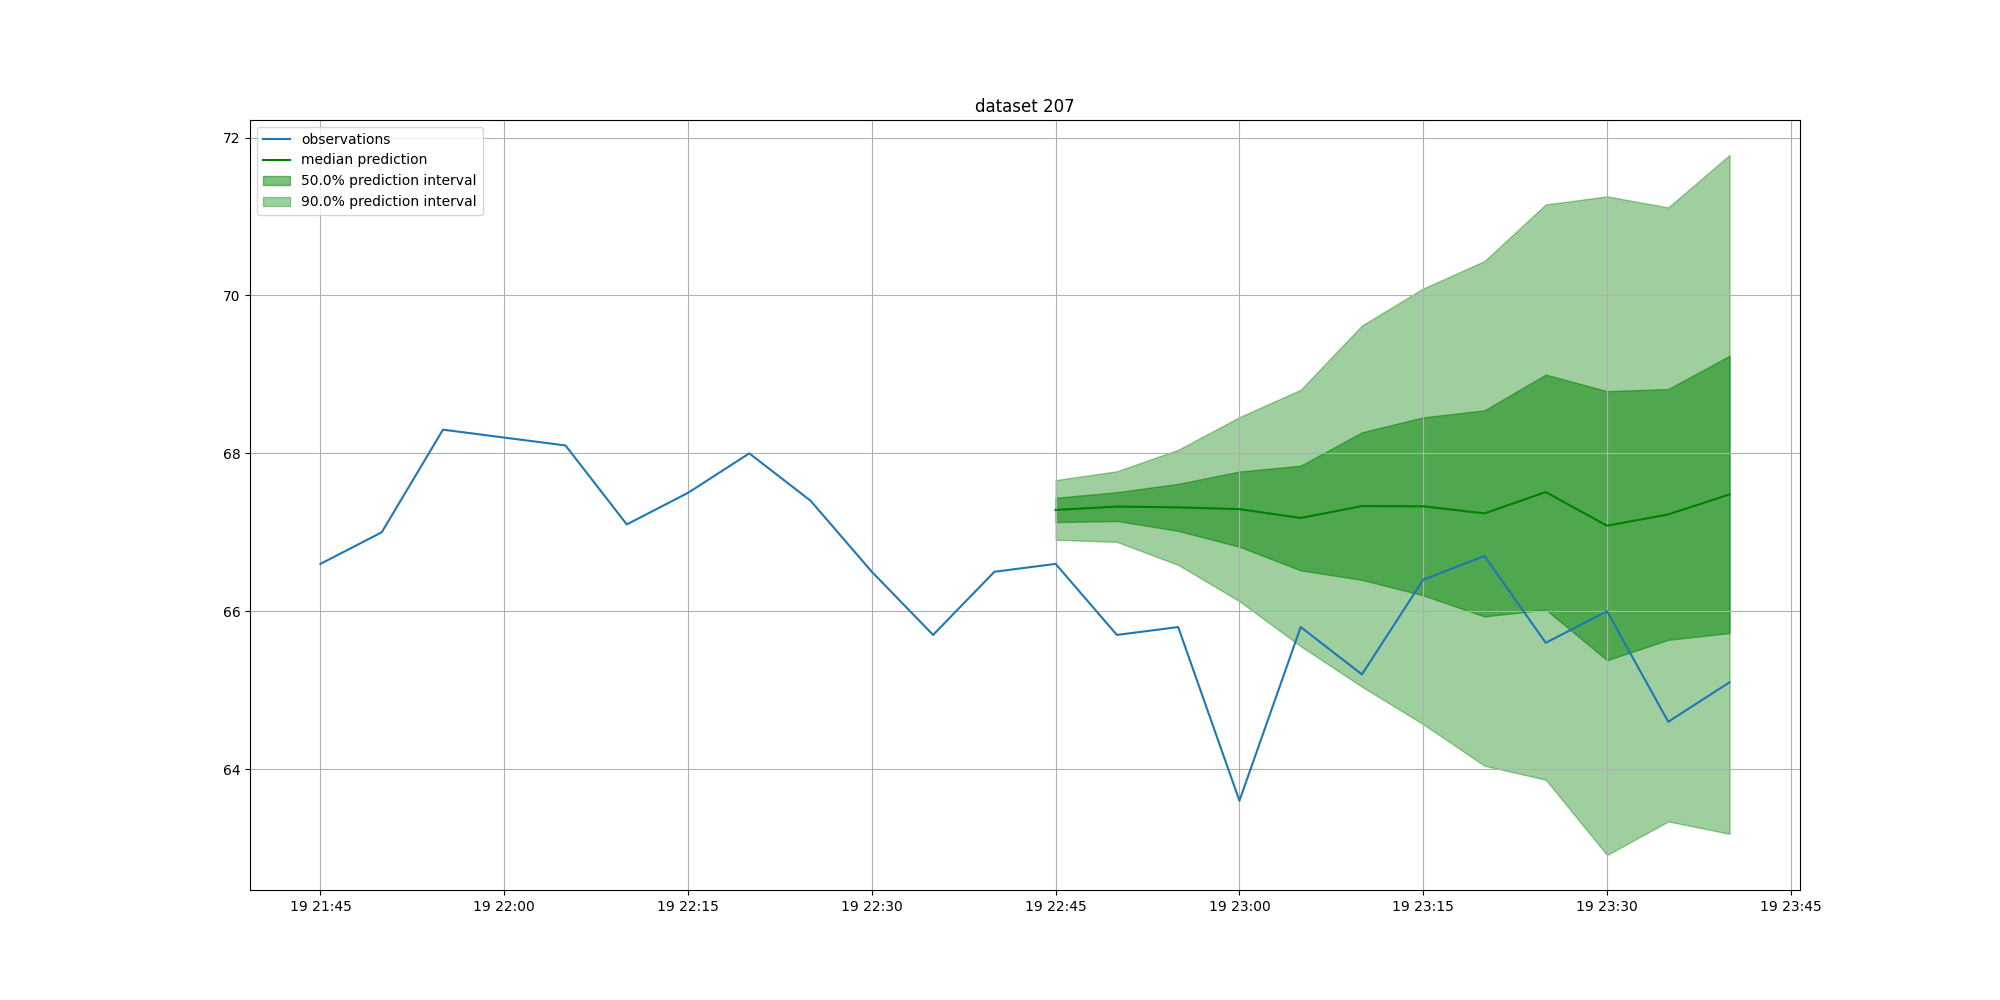 dataset 207
observations
median prediction
50.0% prediction interval
90.0% prediction interval
72
70
68
66
64
19 21:45
19 22:00
19 22:15
19 22:30
19 22:45
19 23:00
19 23:15
19 23:30
19 23:45